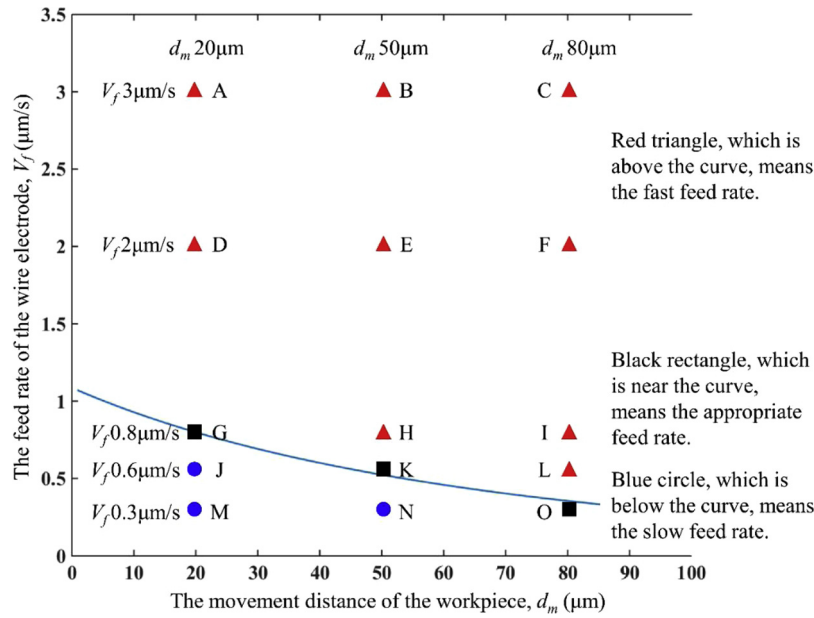 3.5
d_m 20μm d_m 50μm d_m 80μm
3 V_f 3μm/s A B C
Red triangle, which is
above the curve, means
the fast feed rate.
2.5
2 V_f 2μm/s D E F
1.5
Black rectangle, which
is near the curve,
means the appropriate
feed rate.
1
V_f 0.8μm/s G H I
V_f 0.6μm/s J K L
0.5
Blue circle, which is
below the curve, means
the slow feed rate.
V_f 0.3μm/s M N O
0
0 10 20 30 40 50 60 70 80 90 100
The movement distance of the workpiece, d_m (μm)
The feed rate of the wire electrode, V_f (μm/s)